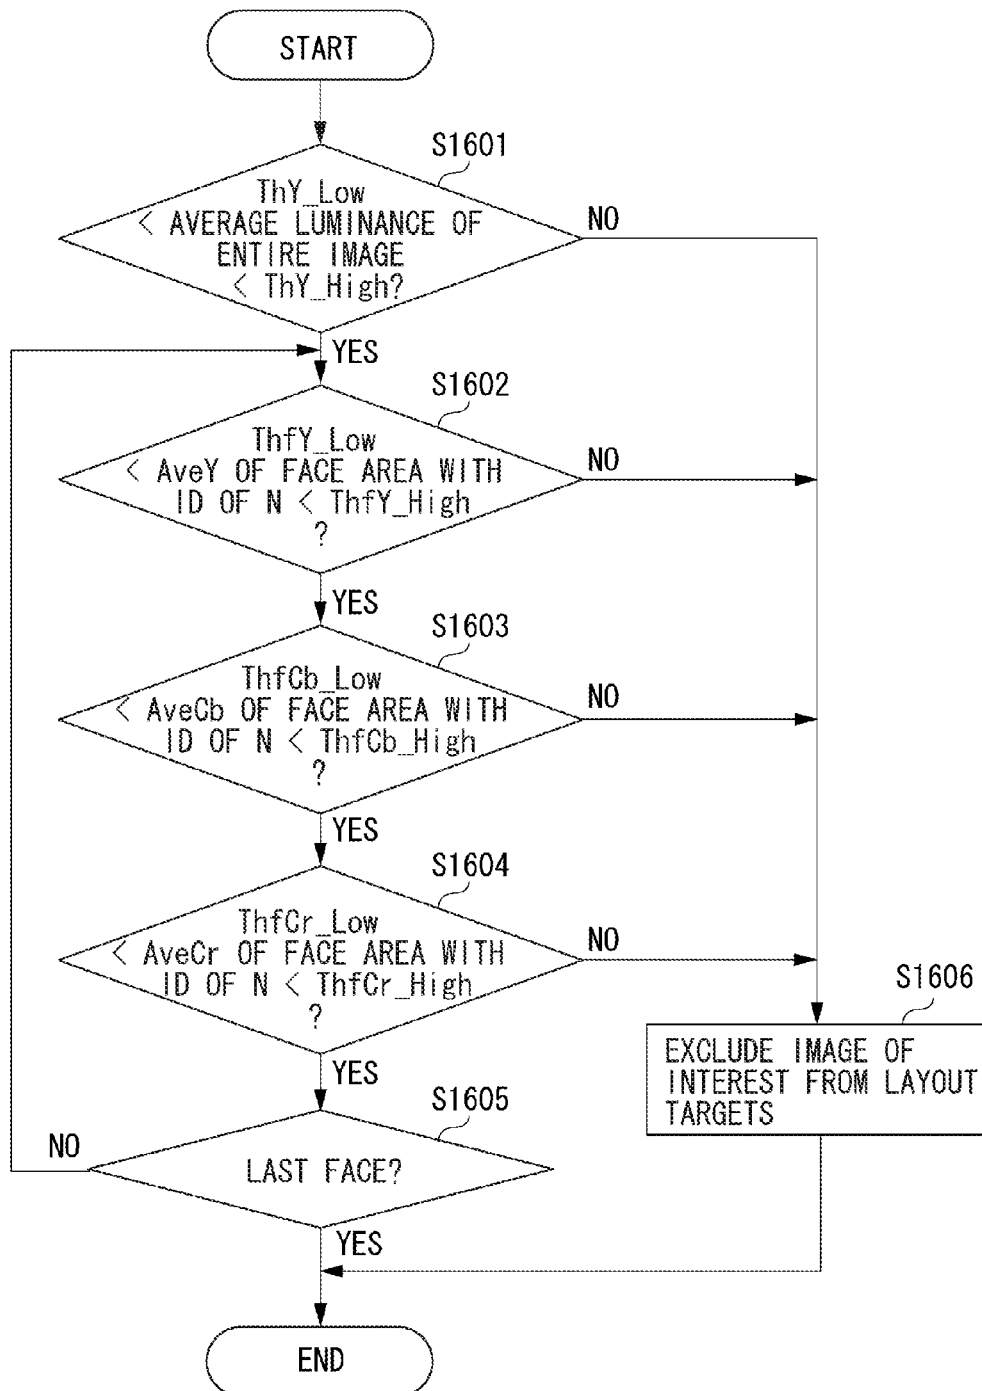 START
S1601
ThY_Low
< AVERAGE LUMINANCE OF
ENTIRE IMAGE
< ThY_High?
NO
YES
S1602
ThfY_Low
< AveY OF FACE AREA WITH
ID OF N < ThfY_High
?
NO
YES
S1603
ThfCb_Low
< AveCb OF FACE AREA WITH
ID OF N < ThfCb_High
?
NO
YES
S1604
ThfCr_Low
< AveCr OF FACE AREA WITH
ID OF N < ThfCr_High
?
NO
S1606
EXCLUDE IMAGE OF
INTEREST FROM LAYOUT
TARGETS
YES
S1605
NO
LAST FACE?
YES
END